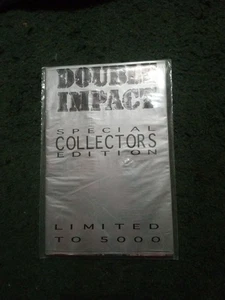 DOUBLE
IMPACT
SPECIAL
COLLECTORS
EDITION
LIMITED
TO 5000